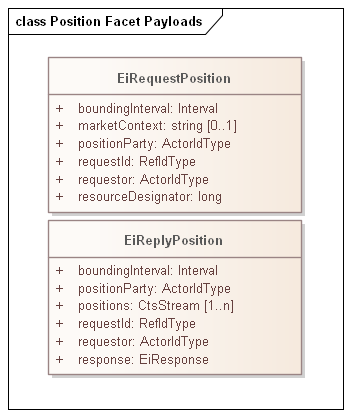 class Position Facet Payloads
EiRequestPosition
+ boundingInterval: Interval
+ marketContext: string [0..1]
+ positionParty: ActorIdType
+ requestId: RefIdType
+ requestor: ActorIdType
+ resourceDesignator: long
EiReplyPosition
+ boundingInterval: Interval
+ positionParty: ActorIdType
+ positions: CtsStream [1..n]
+ requestId: RefIdType
+ requestor: ActorIdType
+ response: EiResponse